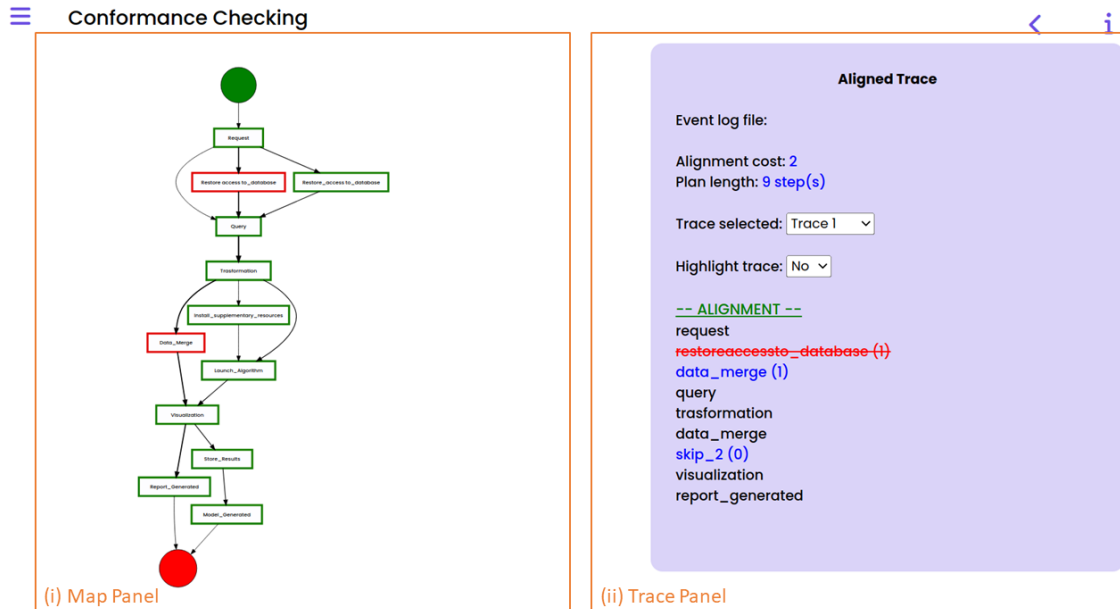 Conformance Checking
Request
Restore access to_database
Restore_access to_database
Query
Trasformation
Install_supplementary_resources
Data_Merge
Launch_Algorithm
Visualization
Store_Results
Report_Generated
Model_Generated
(i) Map Panel
i
Aligned Trace
Event log file:
Alignment cost: 2
Plan length: 9 step(s)
Trace selected: Trace 1
Highlight trace: No
-- ALIGNMENT --
request
restoreaccessto_database (1)
data_merge (1)
query
trasformation
data_merge
skip_2 (0)
visualization
report_generated
(ii) Trace Panel